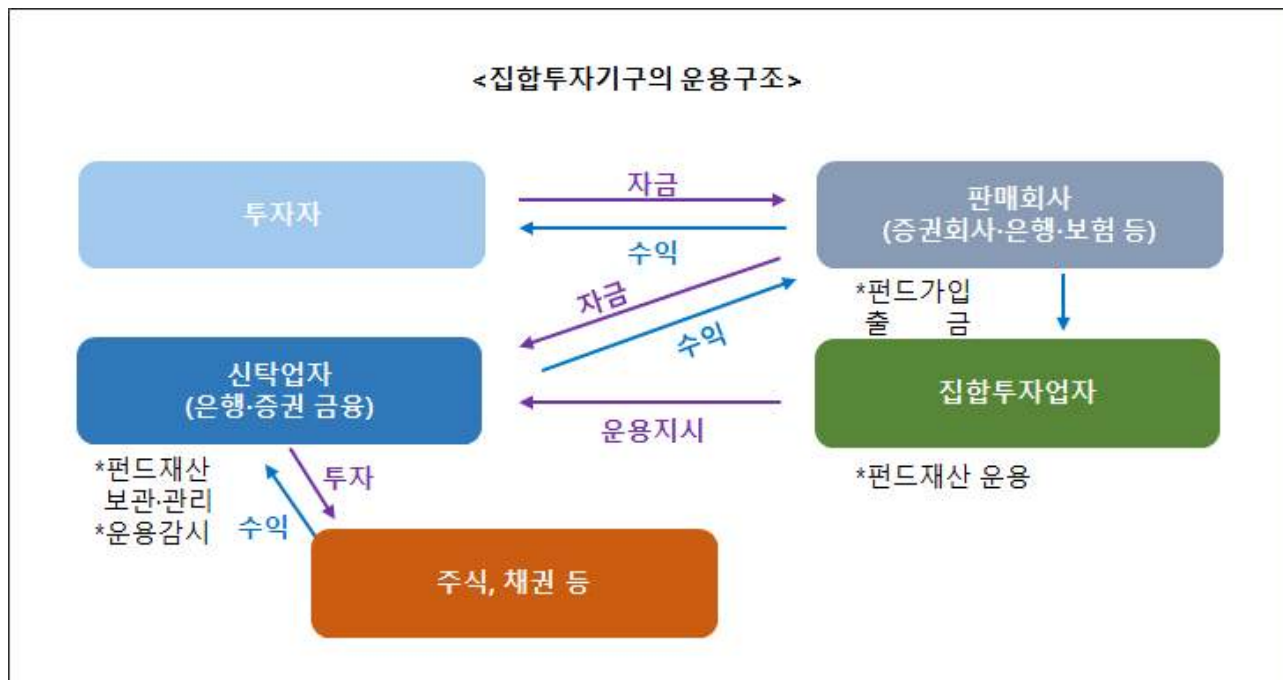 <집합투자기구의 운용구조>
투자자
자금
수익
판매회사
(증권회사·은행·보험 등)
*펀드가입
출 금
자금
수익
신탁업자
(은행·증권 금융)
운용지시
집합투자업자
*펀드재산
보관·관리
*운용감시
투자
수익
*펀드재산 운용
주식, 채권 등